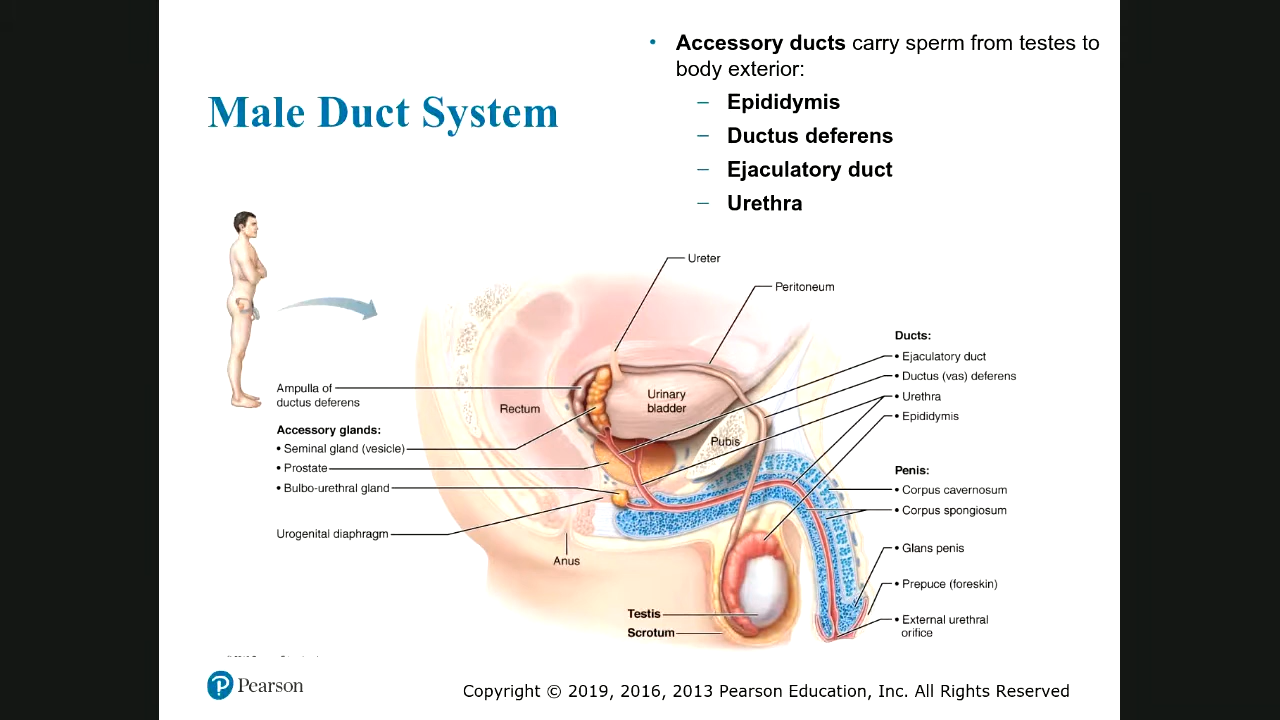 Male Duct System
• Accessory ducts carry sperm from testes to
body exterior:
– Epididymis
– Ductus deferens
– Ejaculatory duct
– Urethra
Ureter
Peritoneum
Ampulla of
ductus deferens
Accessory glands:
• Seminal gland (vesicle)
• Prostate
• Bulbo-urethral gland
Urogenital diaphragm
Rectum
Urinary
bladder
Pubis
Anus
Testis
Scrotum
Ducts:
• Ejaculatory duct
• Ductus (vas) deferens
• Urethra
• Epididymis
Penis:
• Corpus cavernosum
• Corpus spongiosum
• Glans penis
• Prepuce (foreskin)
• External urethral
orifice
Pearson
Copyright © 2019, 2016, 2013 Pearson Education, Inc. All Rights Reserved